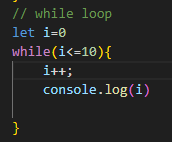 // while loop
let i=0
while(i<=10){
    i++;
    console.log(i)
}